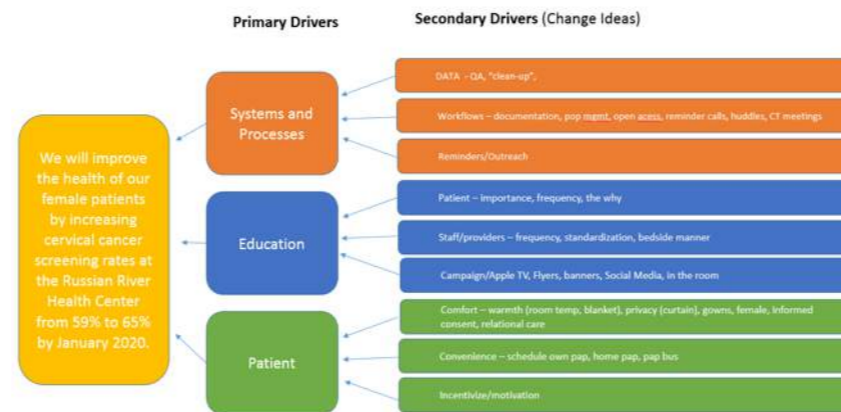 Primary Drivers
Secondary Drivers (Change Ideas)
We will improve
the health of our
female patients
by increasing
cervical cancer
screening rates at
the Russian River
Health Center
from 59% to 65%
by January 2020.
Systems and
Processes
DATA - QA, "clean-up",
Workflows – documentation, pop mgmt, open acess, reminder calls, huddles, CT meetings
Reminders/Outreach
Education
Patient – importance, frequency, the why
Staff/providers – frequency, standardization, bedside manner
Campaign/Apple TV, Flyers, banners, Social Media, in the room
Patient
Comfort – warmth (room temp, blanket), privacy (curtain), gowns, female, informed
consent, relational care
Convenience – schedule own pap, home pap, pap bus
Incentivize/motivation